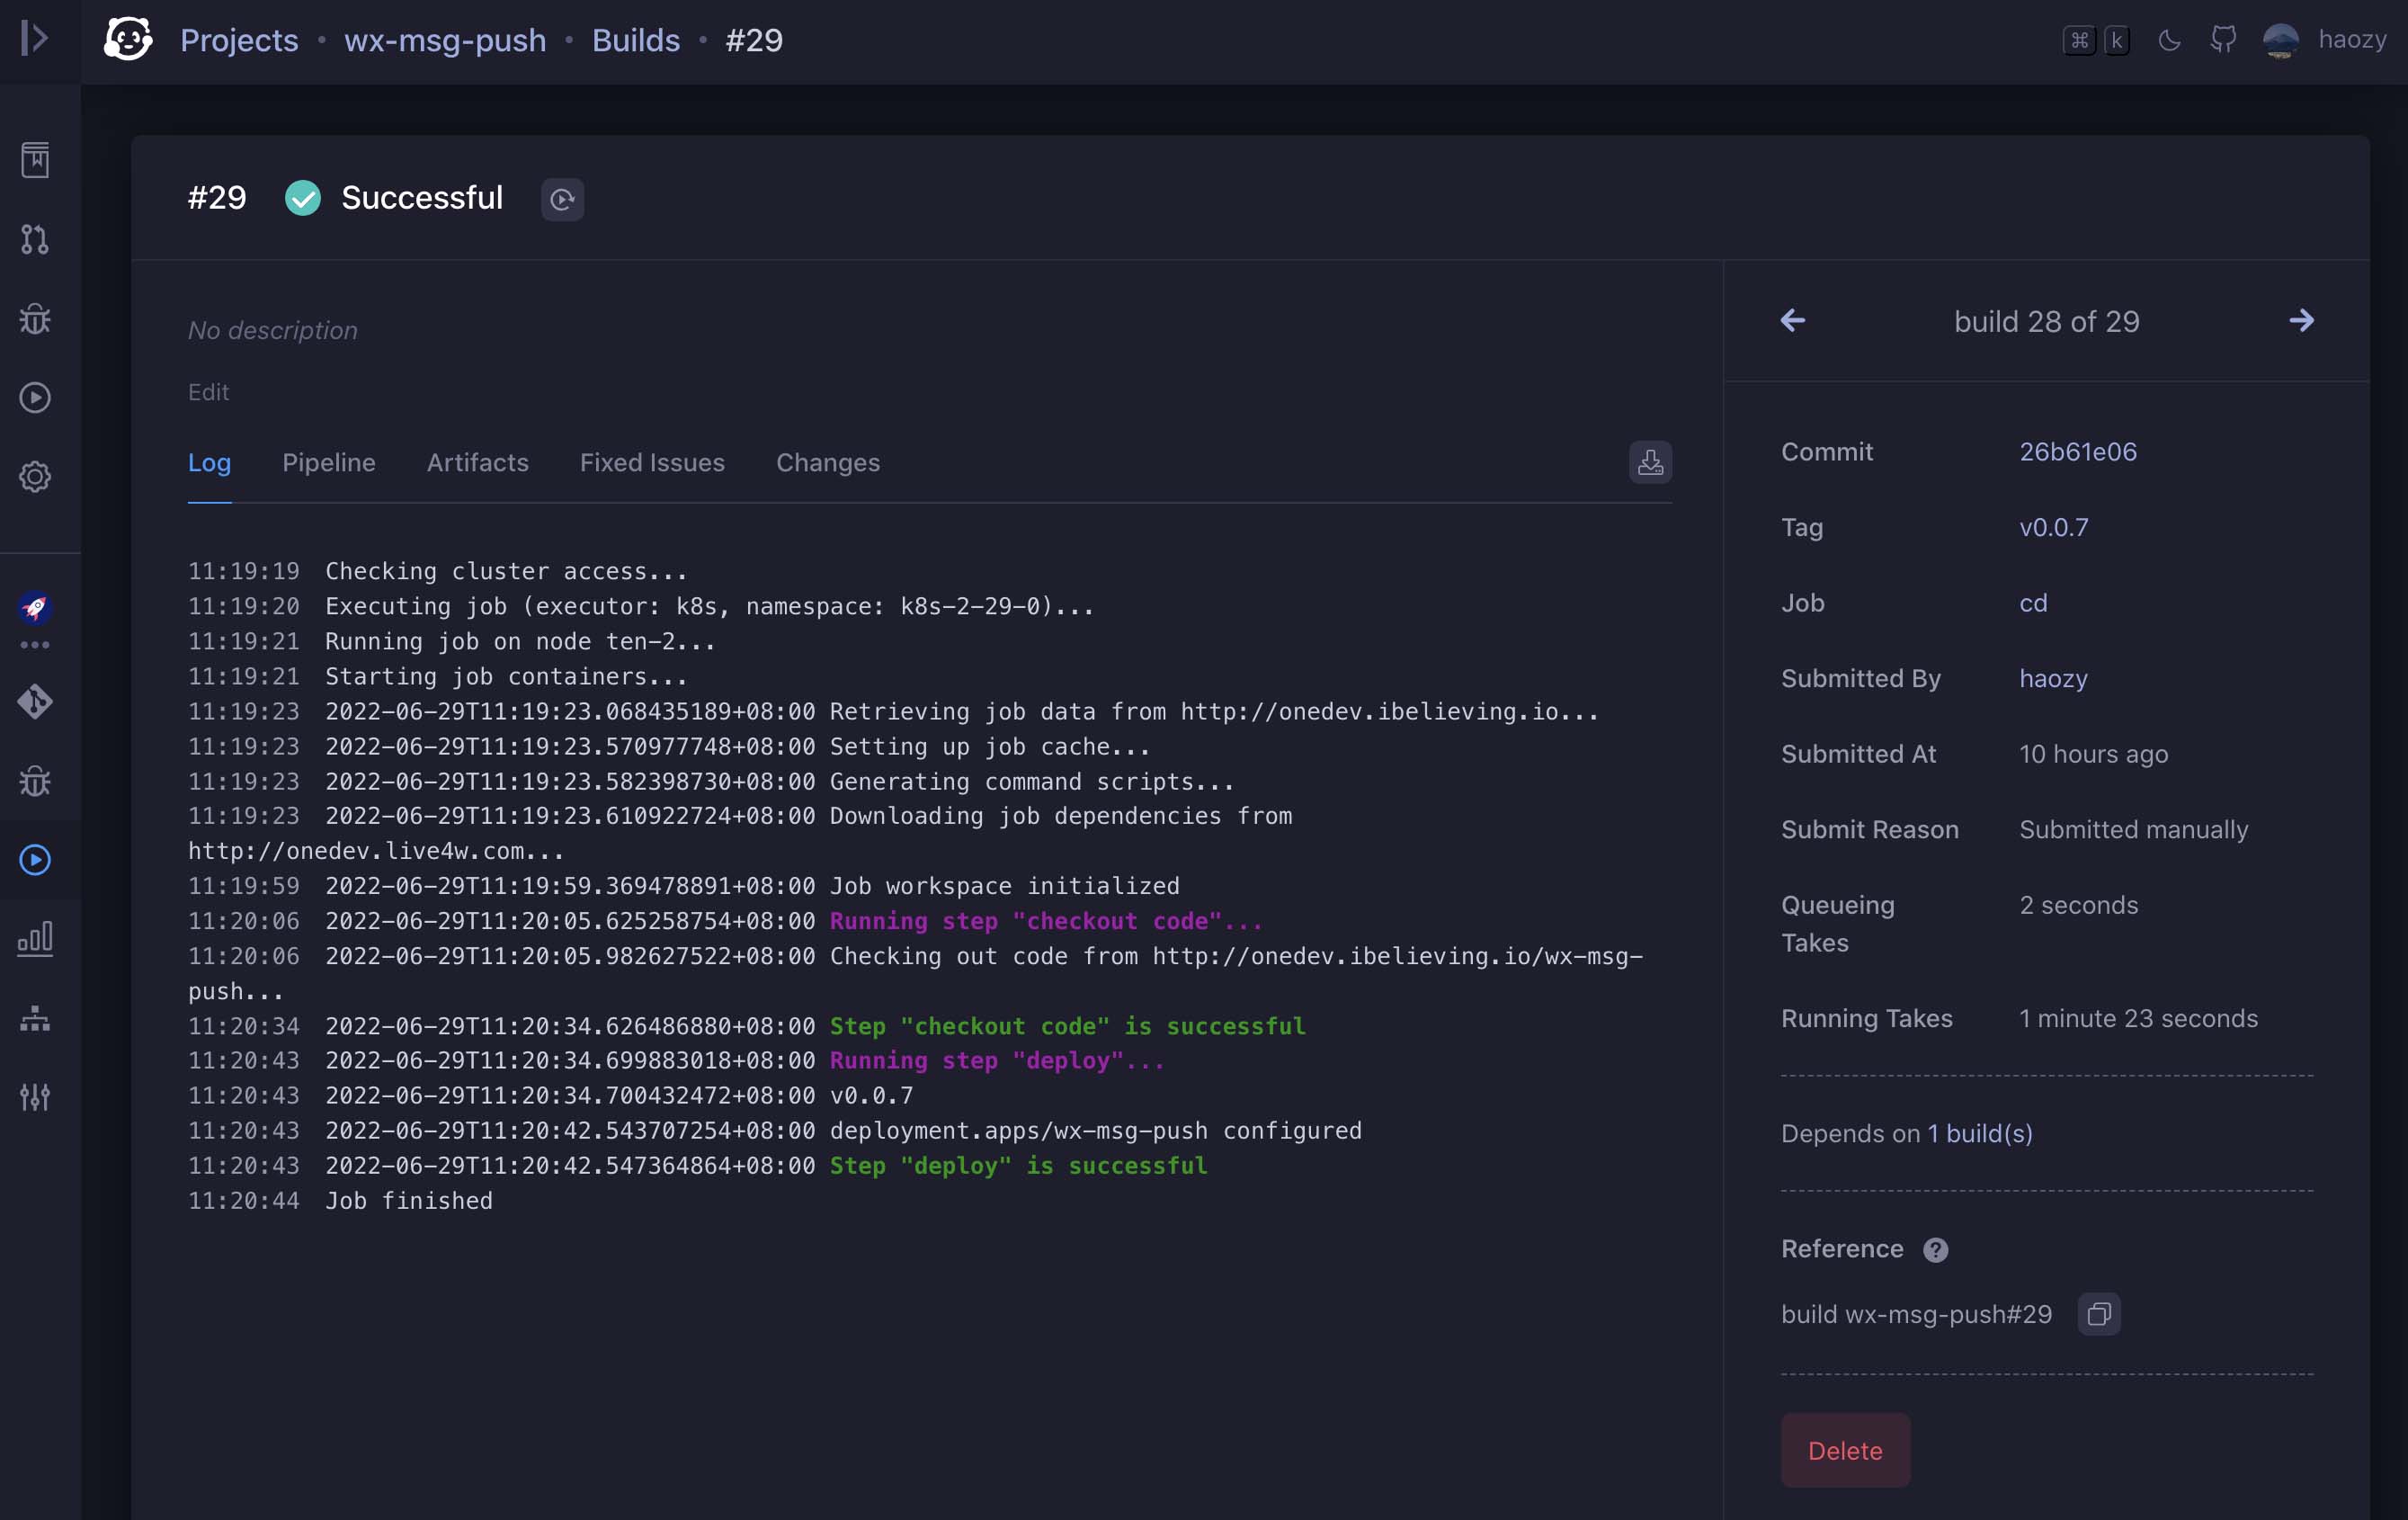 Projects • wx-msg-push • Builds • #29
⌘ k
haozy
#29 Successful
No description
Edit
Log Pipeline Artifacts Fixed Issues Changes
11:19:19 Checking cluster access...
11:19:20 Executing job (executor: k8s, namespace: k8s-2-29-0)...
11:19:21 Running job on node ten-2...
11:19:21 Starting job containers...
11:19:23 2022-06-29T11:19:23.068435189+08:00 Retrieving job data from http://onedev.ibelieving.io...
11:19:23 2022-06-29T11:19:23.570977748+08:00 Setting up job cache...
11:19:23 2022-06-29T11:19:23.582398730+08:00 Generating command scripts...
11:19:23 2022-06-29T11:19:23.610922724+08:00 Downloading job dependencies from
http://onedev.live4w.com...
11:19:59 2022-06-29T11:19:59.369478891+08:00 Job workspace initialized
11:20:06 2022-06-29T11:20:05.625258754+08:00 Running step "checkout code"...
11:20:06 2022-06-29T11:20:05.982627522+08:00 Checking out code from http://onedev.ibelieving.io/wx-msg-
push...
11:20:34 2022-06-29T11:20:34.626486880+08:00 Step "checkout code" is successful
11:20:43 2022-06-29T11:20:34.699883018+08:00 Running step "deploy"...
11:20:43 2022-06-29T11:20:34.700432472+08:00 v0.0.7
11:20:43 2022-06-29T11:20:42.543707254+08:00 deployment.apps/wx-msg-push configured
11:20:43 2022-06-29T11:20:42.547364864+08:00 Step "deploy" is successful
11:20:44 Job finished
build 28 of 29
Commit 26b61e06
Tag v0.0.7
Job cd
Submitted By haozy
Submitted At 10 hours ago
Submit Reason Submitted manually
Queueing 2 seconds
Takes
Running Takes 1 minute 23 seconds
Depends on 1 build(s)
Reference ?
build wx-msg-push#29
Delete